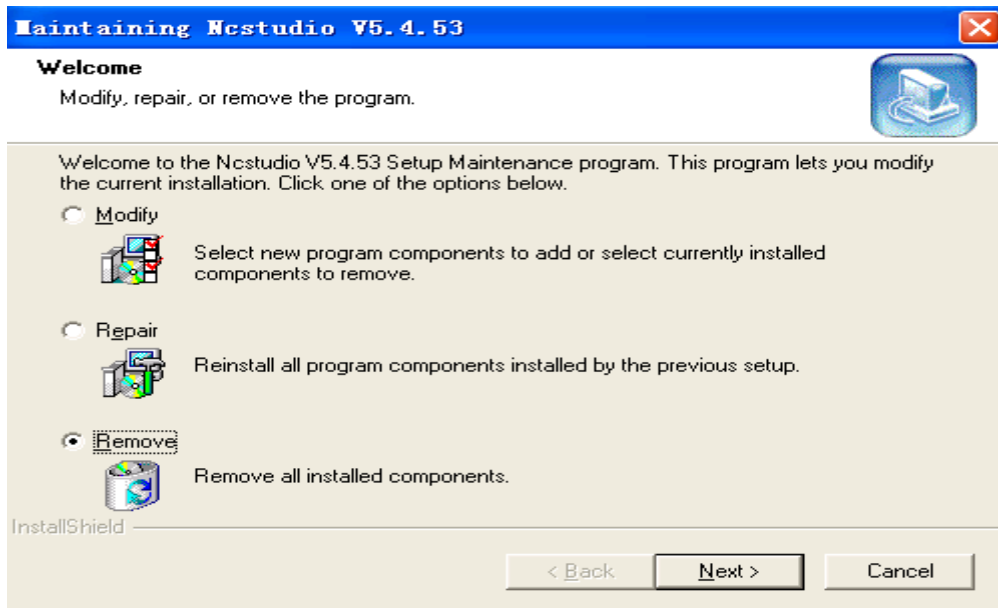 Maintaining Ncstudio V5.4.53
Welcome
Modify, repair, or remove the program.
Welcome to the Ncstudio V5.4.53 Setup Maintenance program. This program lets you modify
the current installation. Click one of the options below.
Modify
Select new program components to add or select currently installed
components to remove.
Repair
Reinstall all program components installed by the previous setup.
Remove
Remove all installed components.
InstallShield
< Back
Next >
Cancel